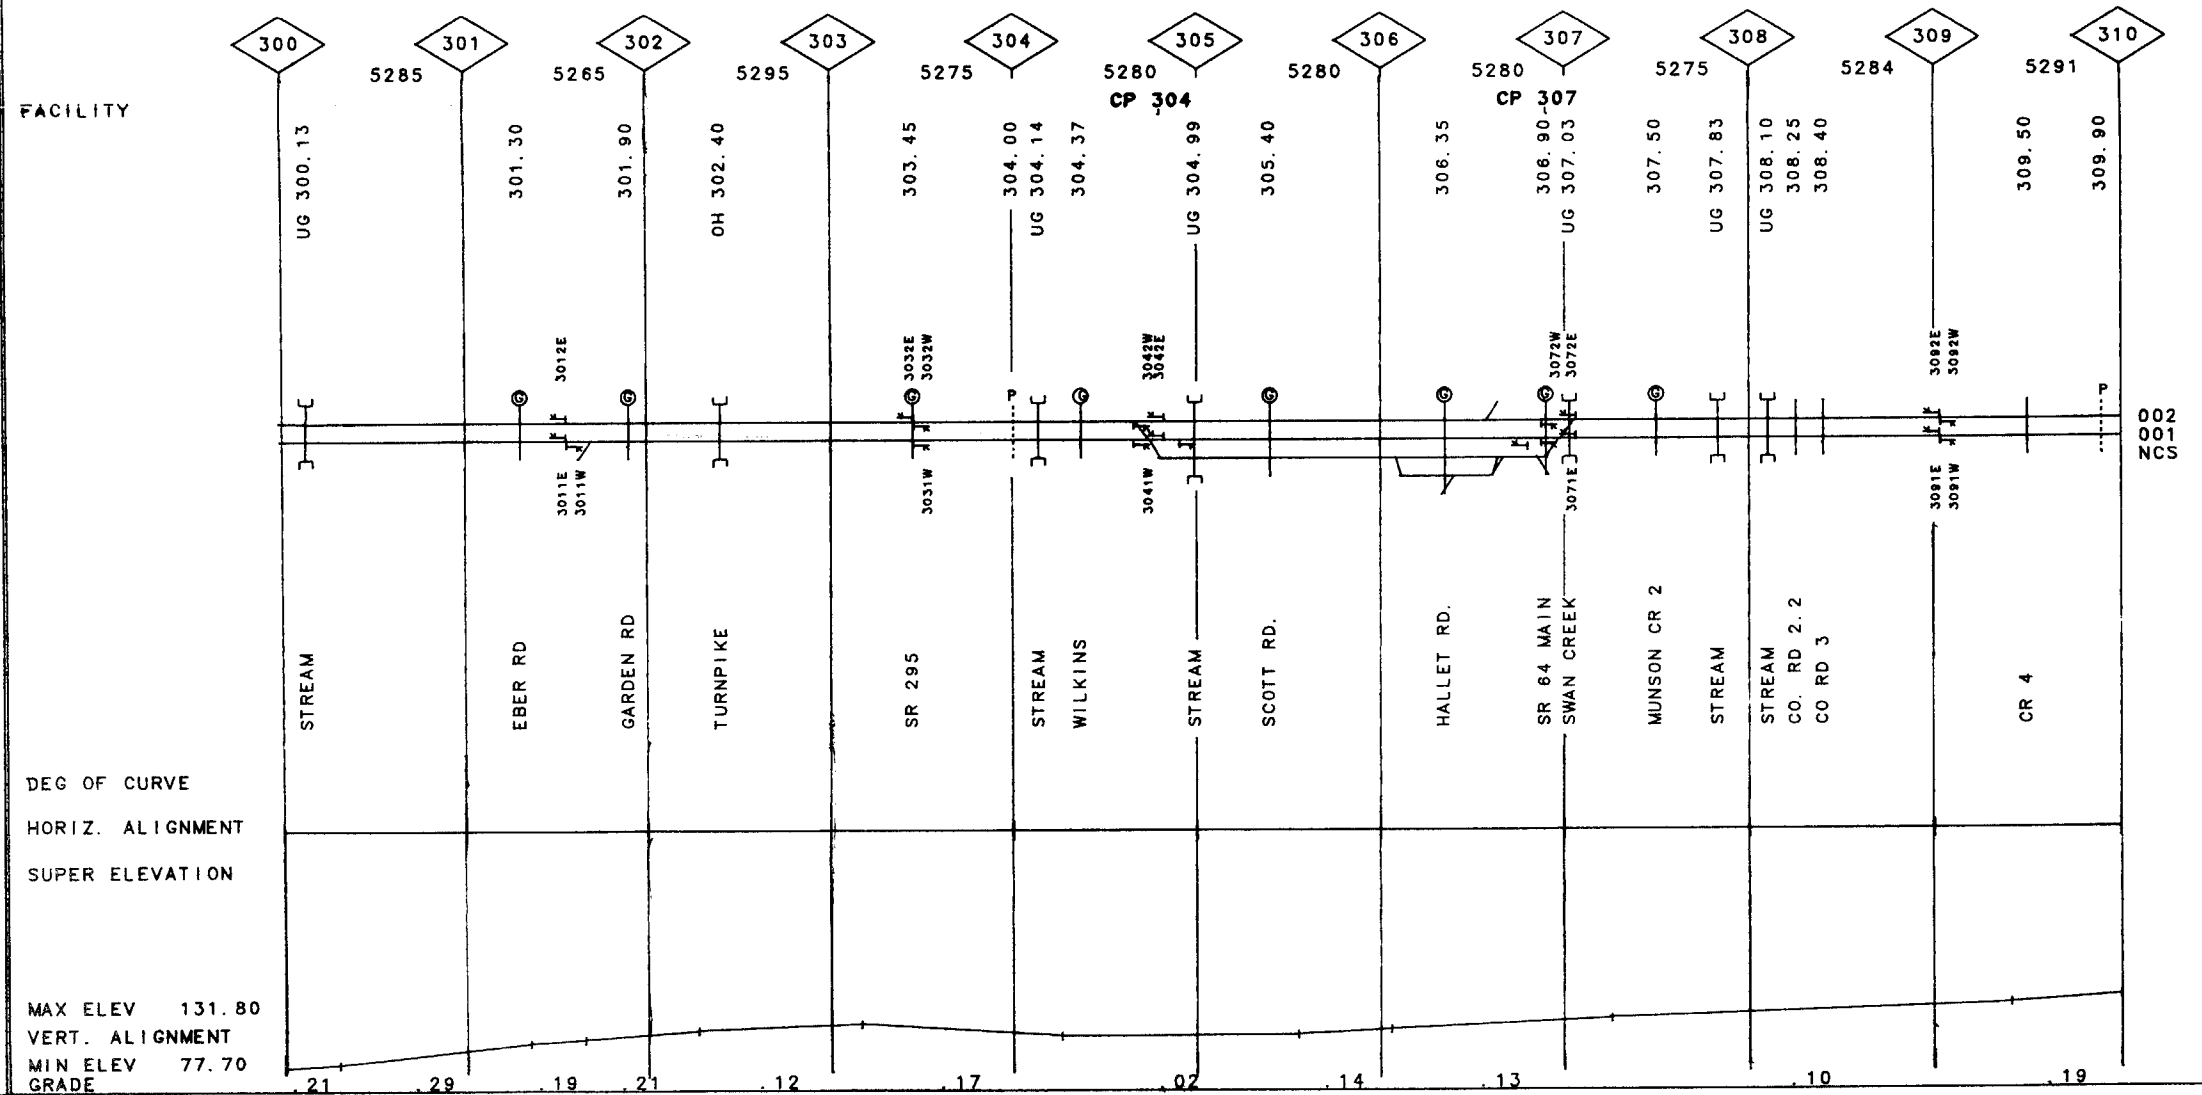 300 301 302 303 304 305 306 307 308 309 310
5285 5265 5295 5275 5280 5280 5280 5275 5284 5291
CP 304 CP 307
FACILITY
UG 300.13
301.30
301.90
OH 302.40
303.45
304.00
UG 304.14
304.37
UG 304.99
305.40
306.35
306.90
UG 307.03
307.50
UG 307.83
UG 308.10
308.25
308.40
309.50
309.90
3012E
3032E
3032W
3042W
3042E
3072W
3072E
3092E
3092W
G G G P G G G G G P
002
001
NCS
3011E
3011W
3031W
3041W
3071E
3091E
3091W
STREAM
EBER RD
GARDEN RD
TURNPIKE
SR 295
STREAM
WILKINS
STREAM
SCOTT RD.
HALLET RD.
SR 64 MAIN
SWAN CREEK
MUNSON CR 2
STREAM
STREAM
CO. RD 2.2
CO RD 3
CR 4
DEG OF CURVE
HORIZ. ALIGNMENT
SUPER ELEVATION
MAX ELEV 131.80
VERT. ALIGNMENT
MIN ELEV 77.70
GRADE .21 .29 .19 .21 .12 .17 .02 .14 .13 .10 .19